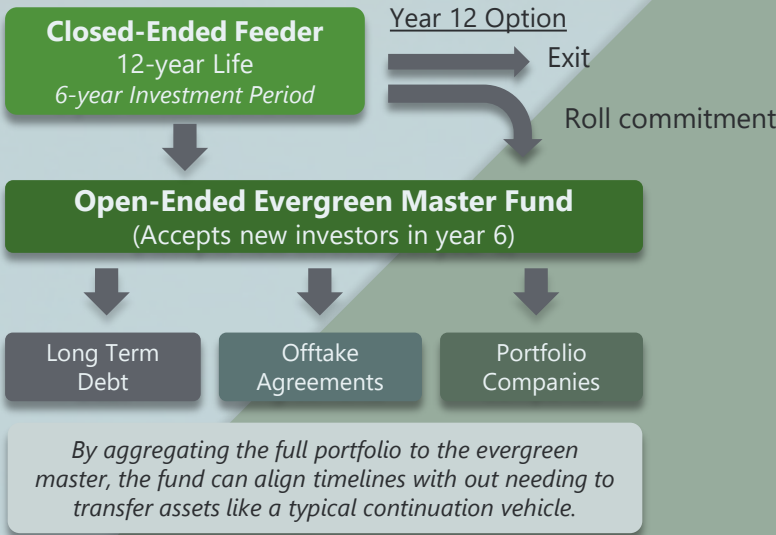 Closed-Ended Feeder
12-year Life
6-year Investment Period
Year 12 Option
Exit
Roll commitment
Open-Ended Evergreen Master Fund
(Accepts new investors in year 6)
Long Term
Debt
Offtake
Agreements
Portfolio
Companies
By aggregating the full portfolio to the evergreen
master, the fund can align timelines with out needing to
transfer assets like a typical continuation vehicle.